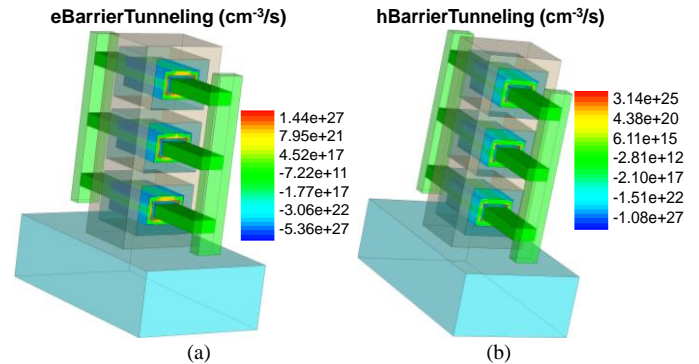 eBarrierTunneling (cm-3/s)
1.44e+27
7.95e+21
4.52e+17
-7.22e+11
-1.77e+17
-3.06e+22
-5.36e+27
(a)
hBarrierTunneling (cm-3/s)
3.14e+25
4.38e+20
6.11e+15
-2.81e+12
-2.10e+17
-1.51e+22
-1.08e+27
(b)